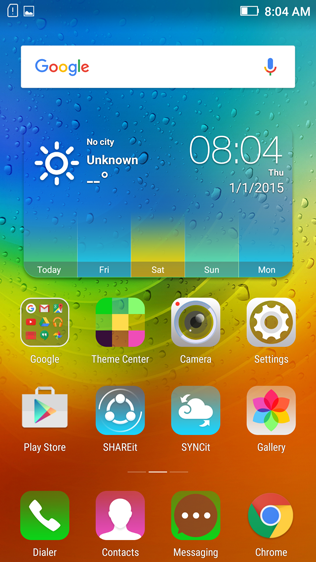 8:04 AM
Google
No city
Unknown
--°
08:04
Thu
1/1/2015
Today Fri Sat Sun Mon
Google Theme Center Camera Settings
Play Store SHAREit SYNCit Gallery
Dialer Contacts Messaging Chrome